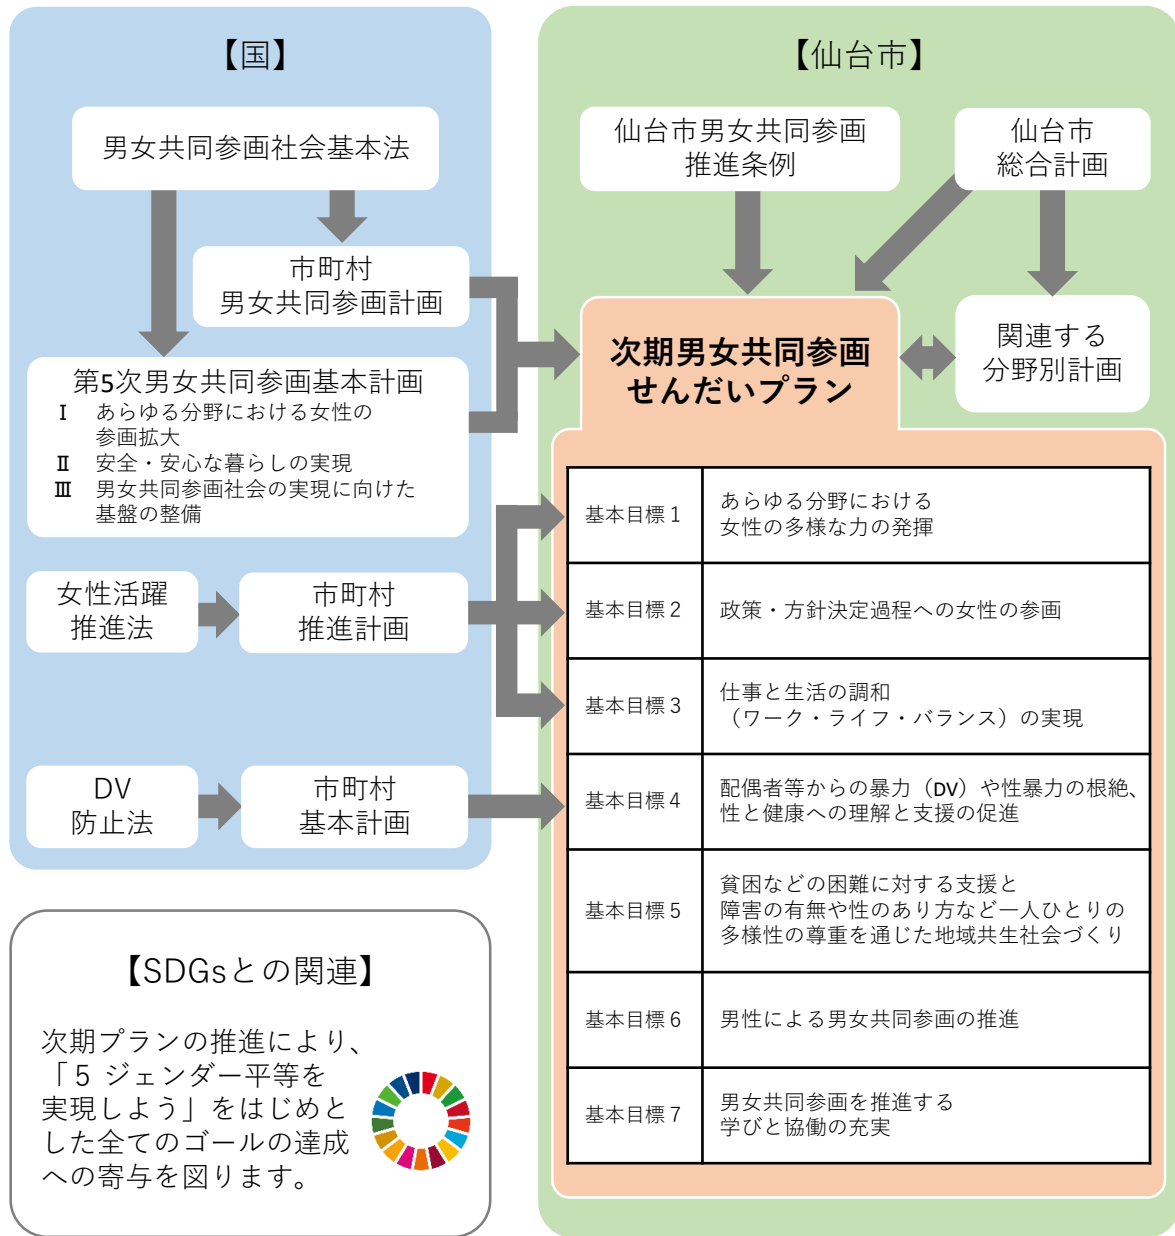 【国】
男女共同参画社会基本法
市町村
男女共同参画計画
第5次男女共同参画基本計画
Ⅰ あらゆる分野における女性の
参画拡大
Ⅱ 安全・安心な暮らしの実現
Ⅲ 男女共同参画社会の実現に向けた
基盤の整備
女性活躍
推進法
市町村
推進計画
DV
防止法
市町村
基本計画
【SDGsとの関連】
次期プランの推進により、
「５ ジェンダー平等を
実現しよう」をはじめと
した全てのゴールの達成
への寄与を図ります。
【仙台市】
仙台市男女共同参画
推進条例
仙台市
総合計画
次期男女共同参画
せんだいプラン
関連する
分野別計画
基本目標１
あらゆる分野における
女性の多様な力の発揮
基本目標２
政策・方針決定過程への女性の参画
基本目標３
仕事と生活の調和
（ワーク・ライフ・バランス）の実現
基本目標４
配偶者等からの暴力（DV）や性暴力の根絶、
性と健康への理解と支援の促進
基本目標５
貧困などの困難に対する支援と
障害の有無や性のあり方など一人ひとりの
多様性の尊重を通じた地域共生社会づくり
基本目標６
男性による男女共同参画の推進
基本目標７
男女共同参画を推進する
学びと協働の充実